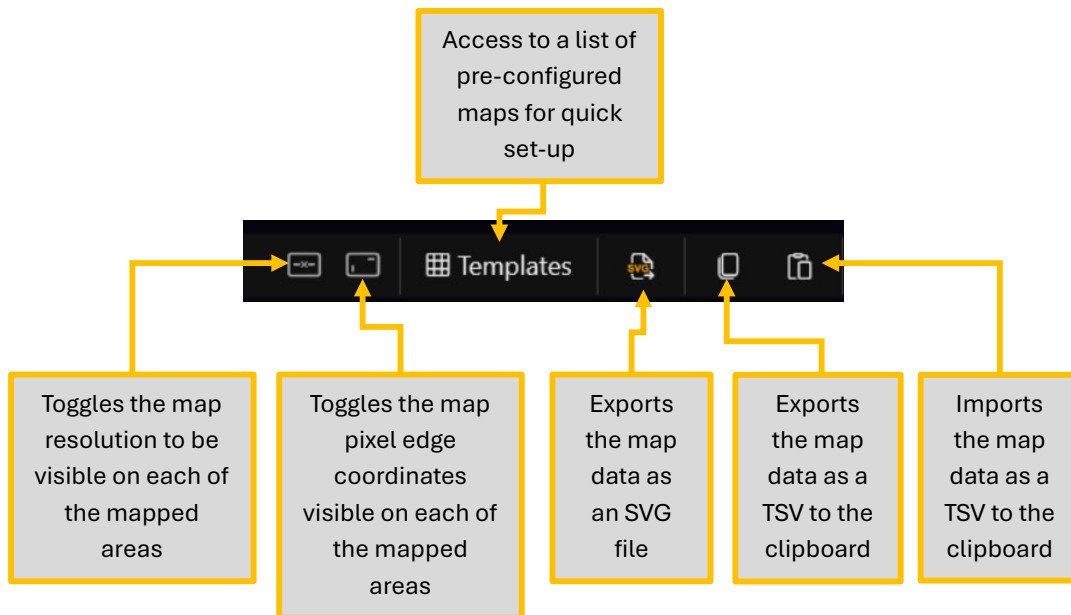 Access to a list of
pre-configured
maps for quick
set-up
Templates
SVG
Toggles the map
resolution to be
visible on each of
the mapped
areas
Toggles the map
pixel edge
coordinates
visible on each of
the mapped
areas
Exports
the map
data as
an SVG
file
Exports
the map
data as a
TSV to the
clipboard
Imports
the map
data as a
TSV to the
clipboard